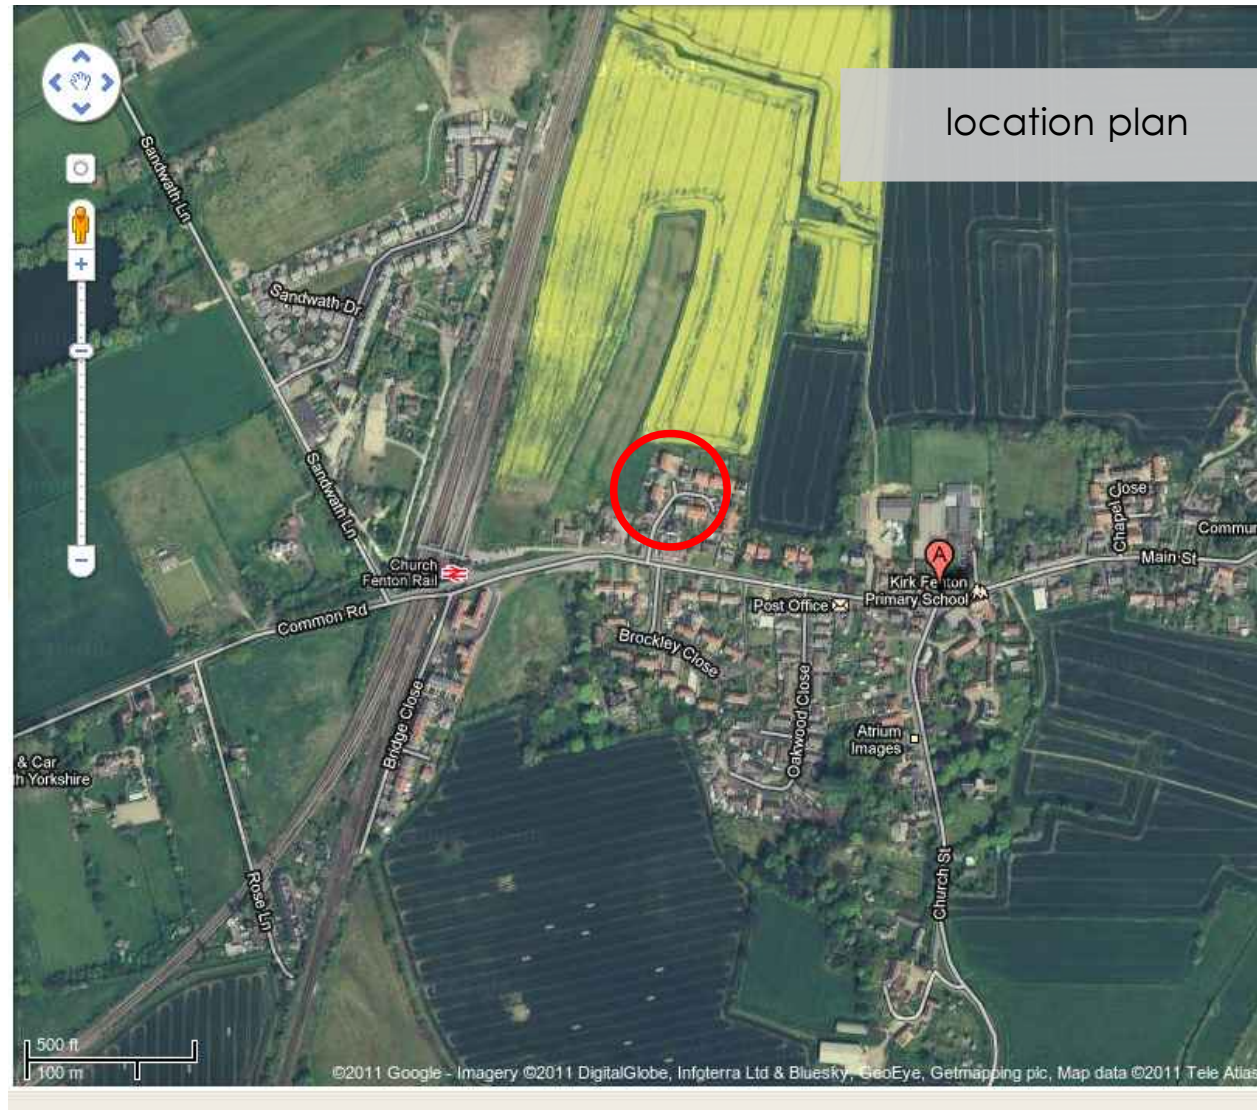 location plan
Sandwath Ln
Sandwath Dr
Sandwath Ln
Church
Fenton Rail
Common Rd
Bridge Close
Brockley Close
Post Office
Oakwood Close
A
Kirk Fenton
Primary School
Chapel Close
Commun
Main St
Atrium
Images
Church St
& Car
th Yorkshire
Rose Ln
500 ft
100 m
©2011 Google - Imagery ©2011 DigitalGlobe, Infoterra Ltd & Bluesky, GeoEye, Getmapping plc, Map data ©2011 Tele Atlas